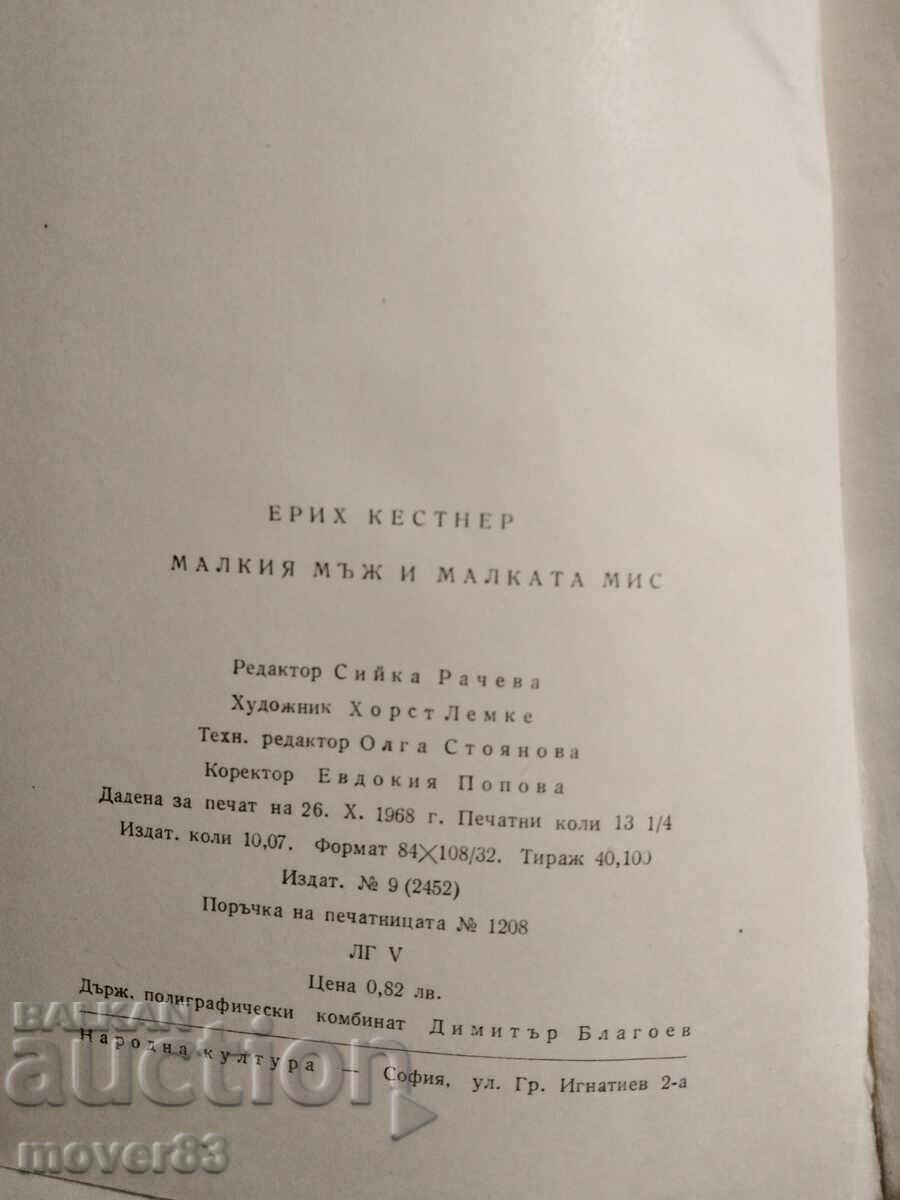 ЕРИХ КЕСТНЕР
МАЛКИЯ МЪЖ И МАЛКАТА МИС
Редактор Сийка Рачева
Художник Хорст Лемке
Техн. редактор Олга Стоянова
Коректор Евдокия Попова
Дадена за печат на 26. X. 1968 г. Печатни коли 13 1/4
Издат. коли 10,07. Формат 84×108/32. Тираж 40,100
Издат. № 9 (2452)
Поръчка на печатницата № 1208
ЛГ V
Цена 0,82 лв.
Държ. полиграфически комбинат Димитър Благоев
Народна култура — София, ул. Гр. Игнатиев 2-а
BALKAN
auction
mover83